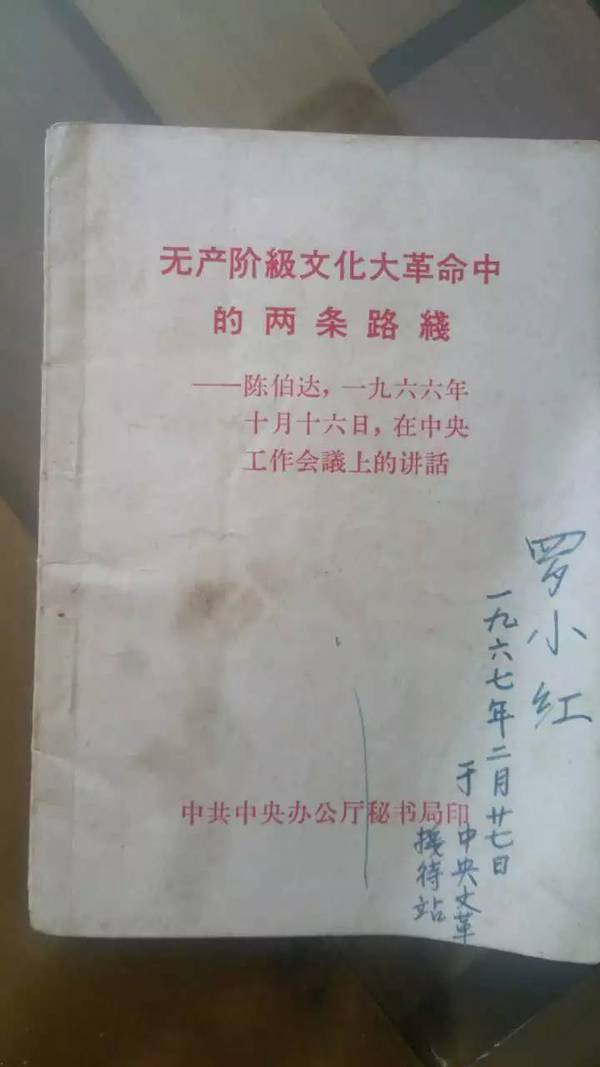 无产阶級文化大革命中
的两条路綫
——陈伯达，一九六六年
十月十六日，在中央
工作会議上的讲話
中共中央办公厅秘书局印
罗小红
一九六七年二月廿七日
于中央文革
接待站